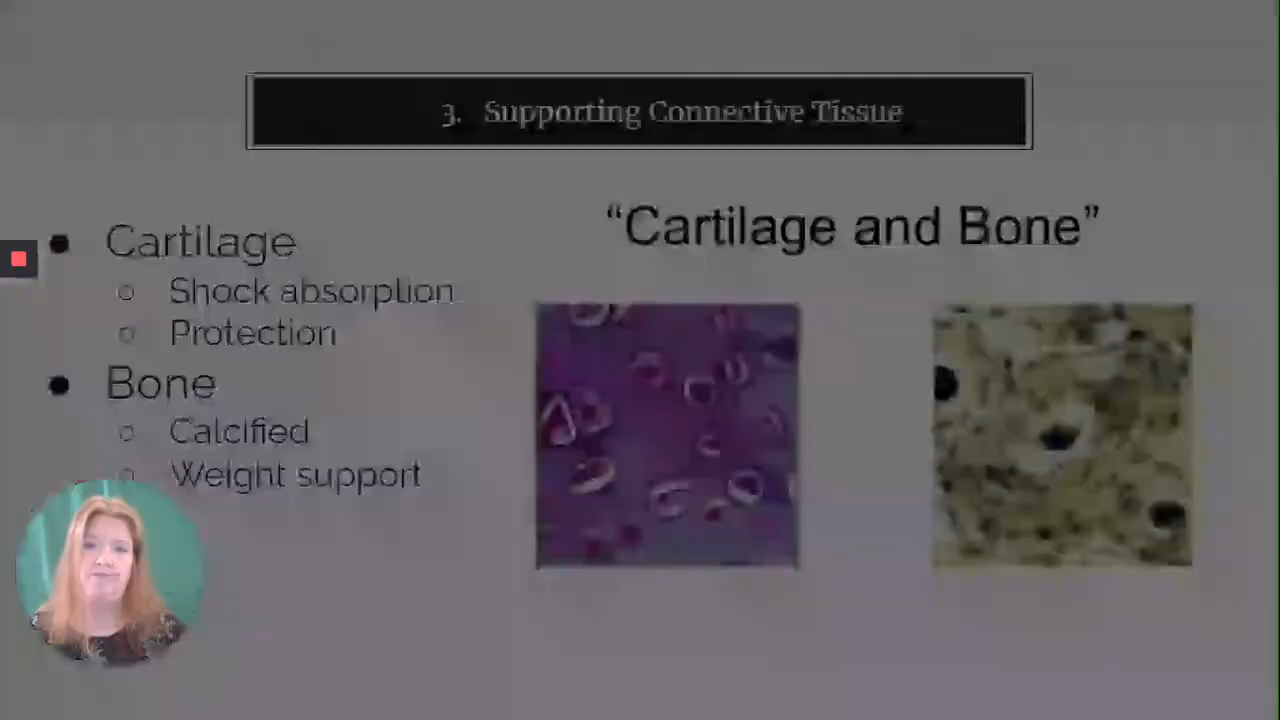 3. Supporting Connective Tissue
● Cartilage
○ Shock absorption
○ Protection
● Bone
○ Calcified
○ Weight support
“Cartilage and Bone”